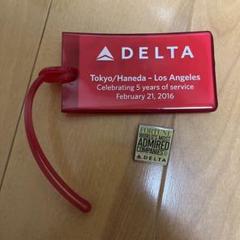 DELTA
Tokyo/Haneda – Los Angeles
Celebrating 5 years of service
February 21, 2016
FORTUNE
WORLD'S MOST
ADMIRED
COMPANIES
DELTA